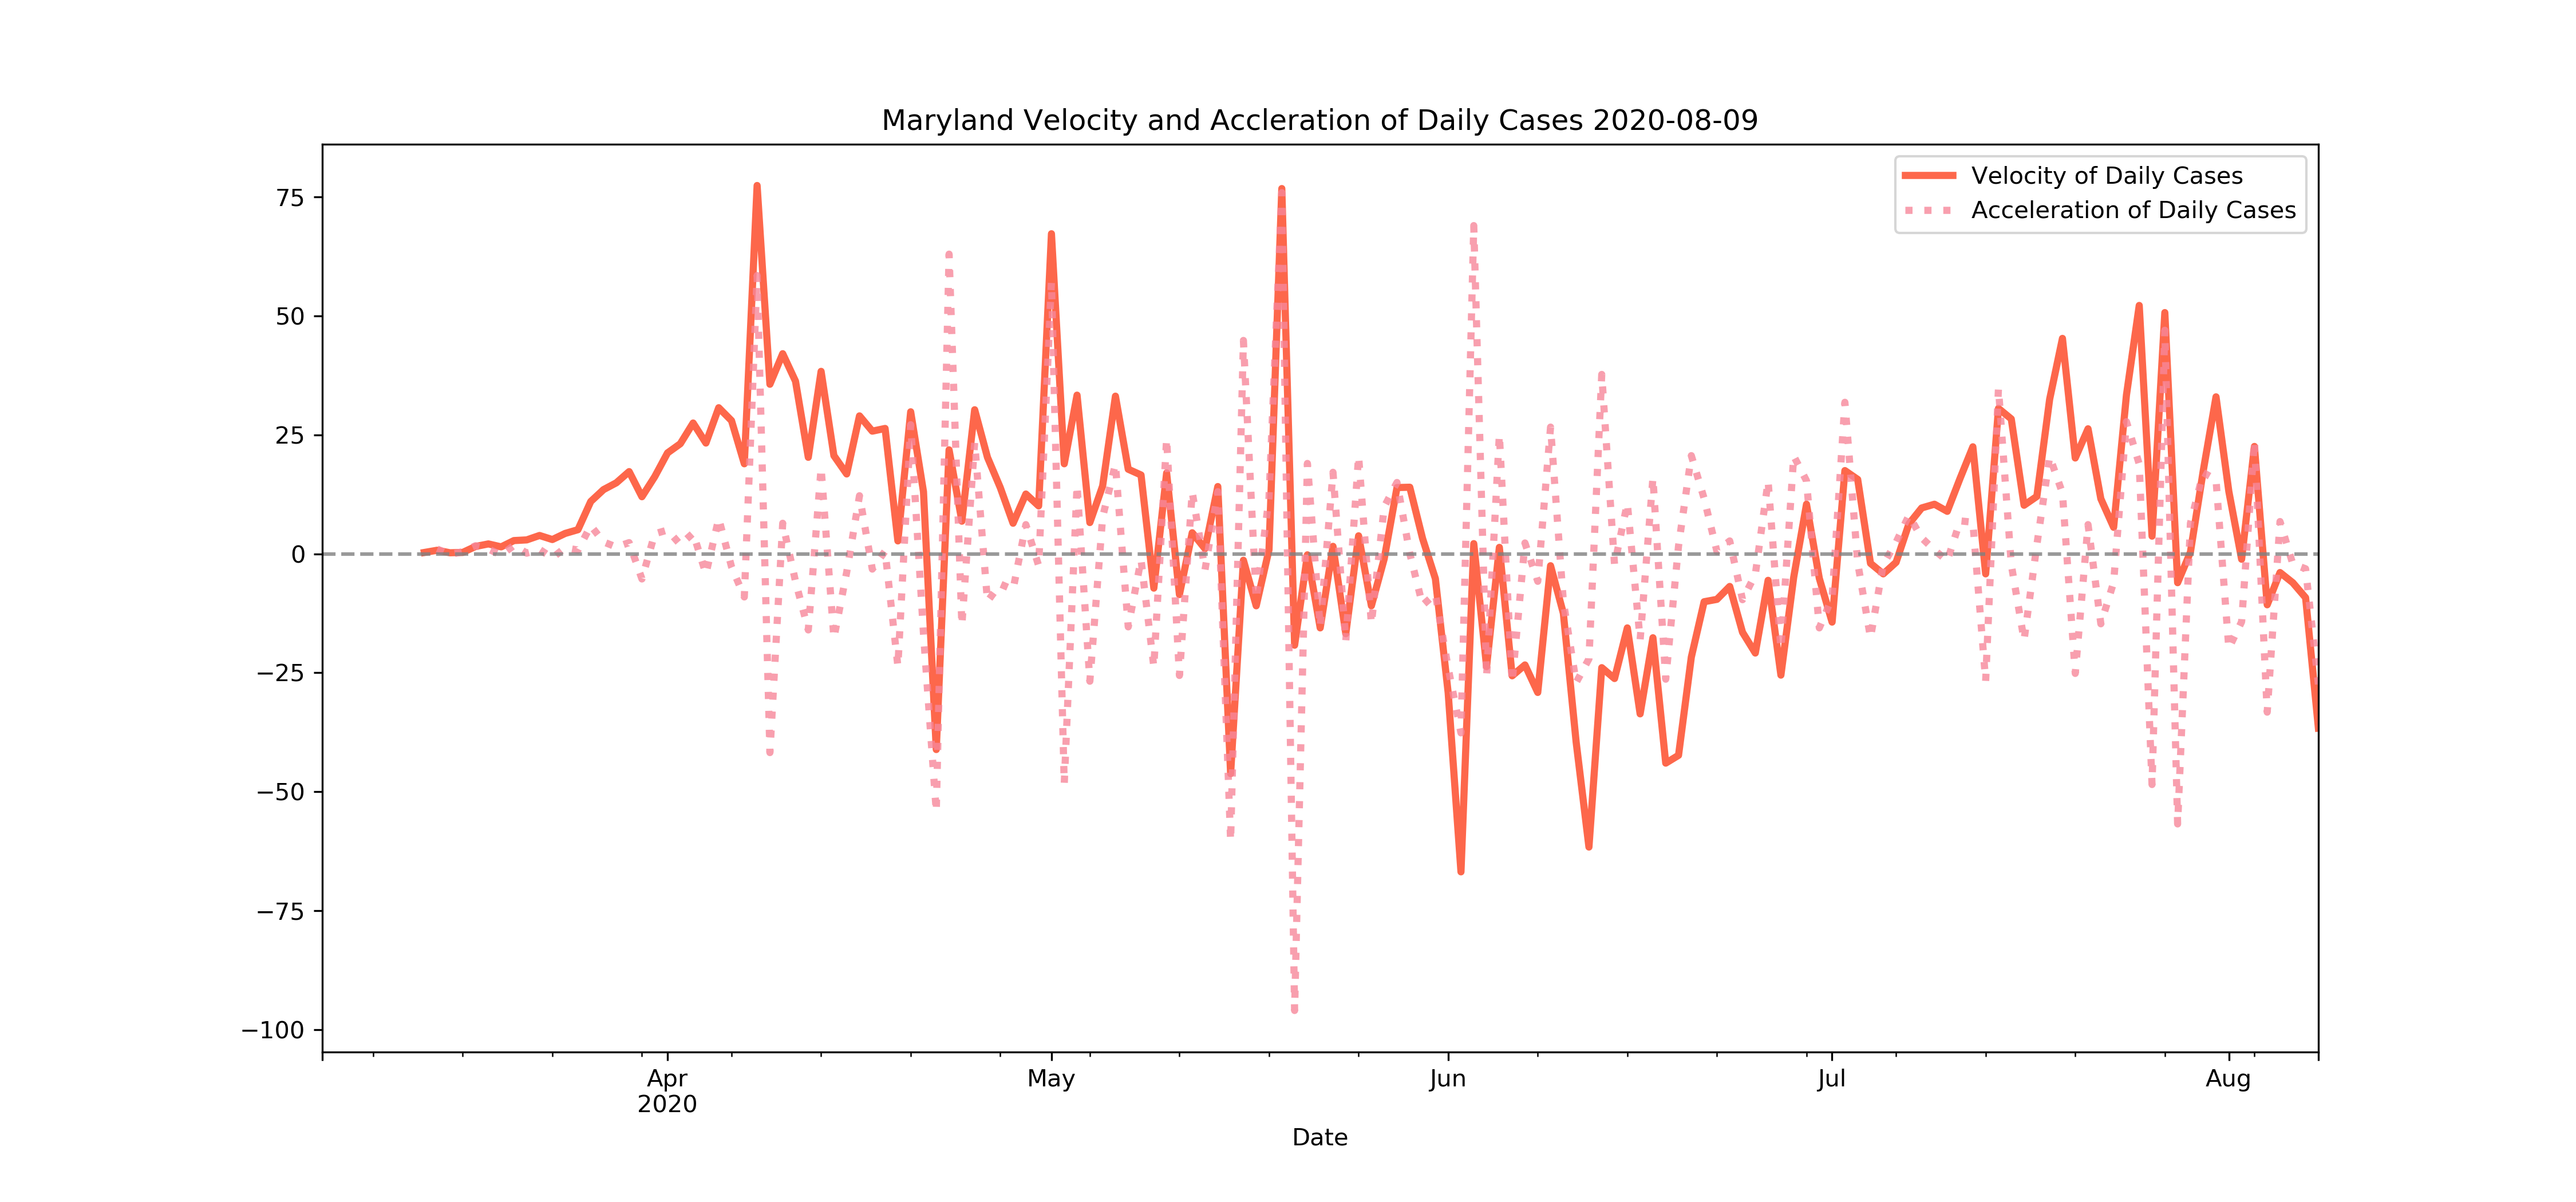 Maryland Velocity and Accleration of Daily Cases 2020-08-09
Velocity of Daily Cases
Acceleration of Daily Cases
75
50
25
0
−25
−50
−75
−100
Apr
2020
May
Jun
Jul
Aug
Date